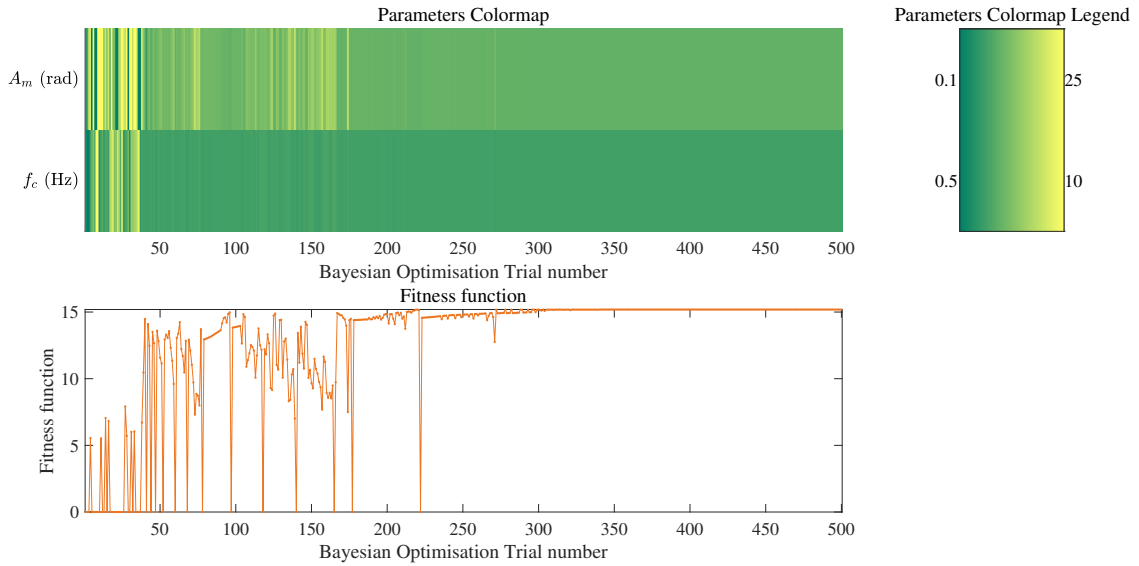 Parameters Colormap
Parameters Colormap Legend
A_m (rad)
f_c (Hz)
0.1
25
0.5
10
50 100 150 200 250 300 350 400 450 500
Bayesian Optimisation Trial number
Fitness function
15
10
5
0
Fitness function
50 100 150 200 250 300 350 400 450 500
Bayesian Optimisation Trial number